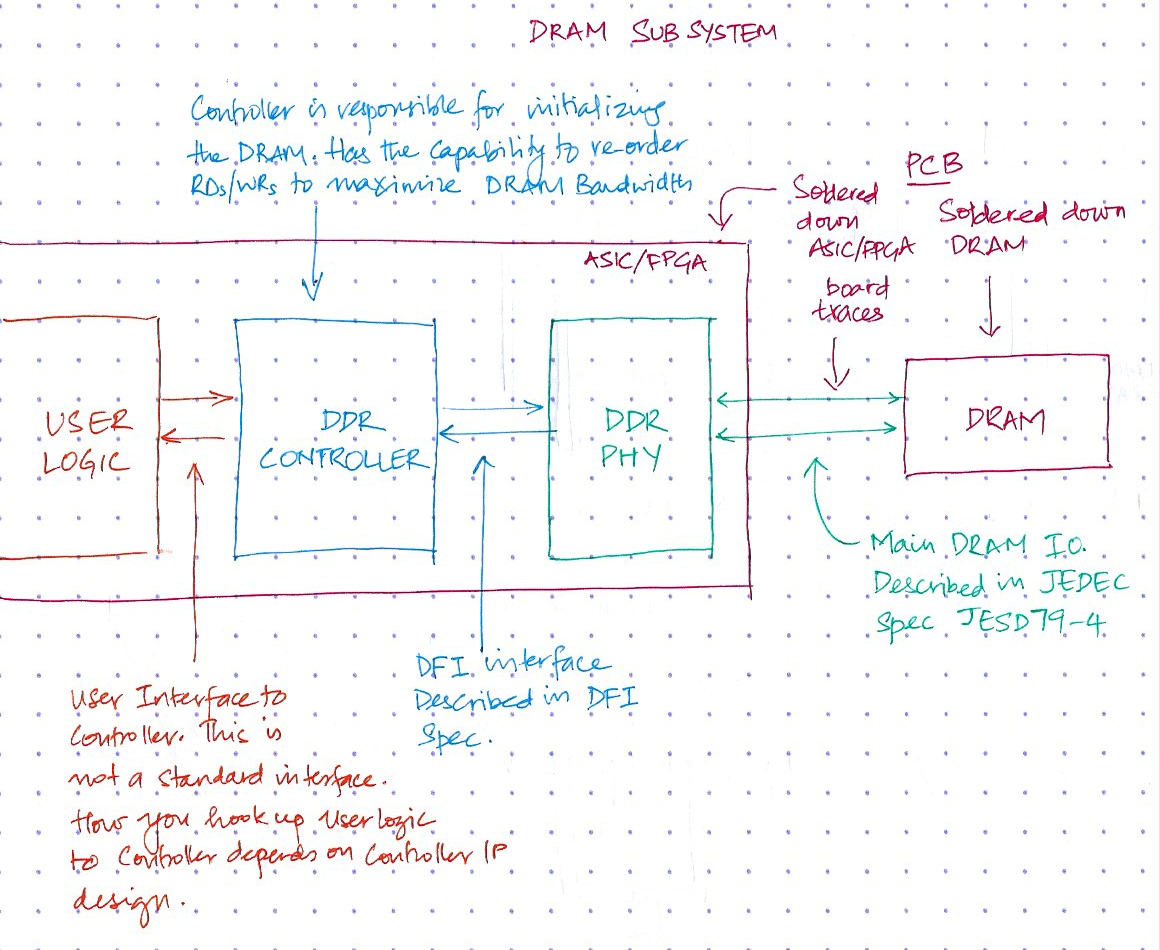 DRAM SUBSYSTEM
Controller is responsible for initializing
the DRAM. Has the capability to re-order
RDs/WRs to maximize DRAM Bandwidth
PCB
Soldered
down
ASIC/FPGA
Soldered down
DRAM
ASIC/FPGA
board
traces
USER
LOGIC
DDR
CONTROLLER
DDR
PHY
DRAM
Main DRAM IO.
Described in JEDEC
Spec JESD79-4
DFI interface
Described in DFI
Spec.
User Interface to
Controller. This is
not a standard interface.
How you hook up User logic
to Controller depends on Controller IP
design.